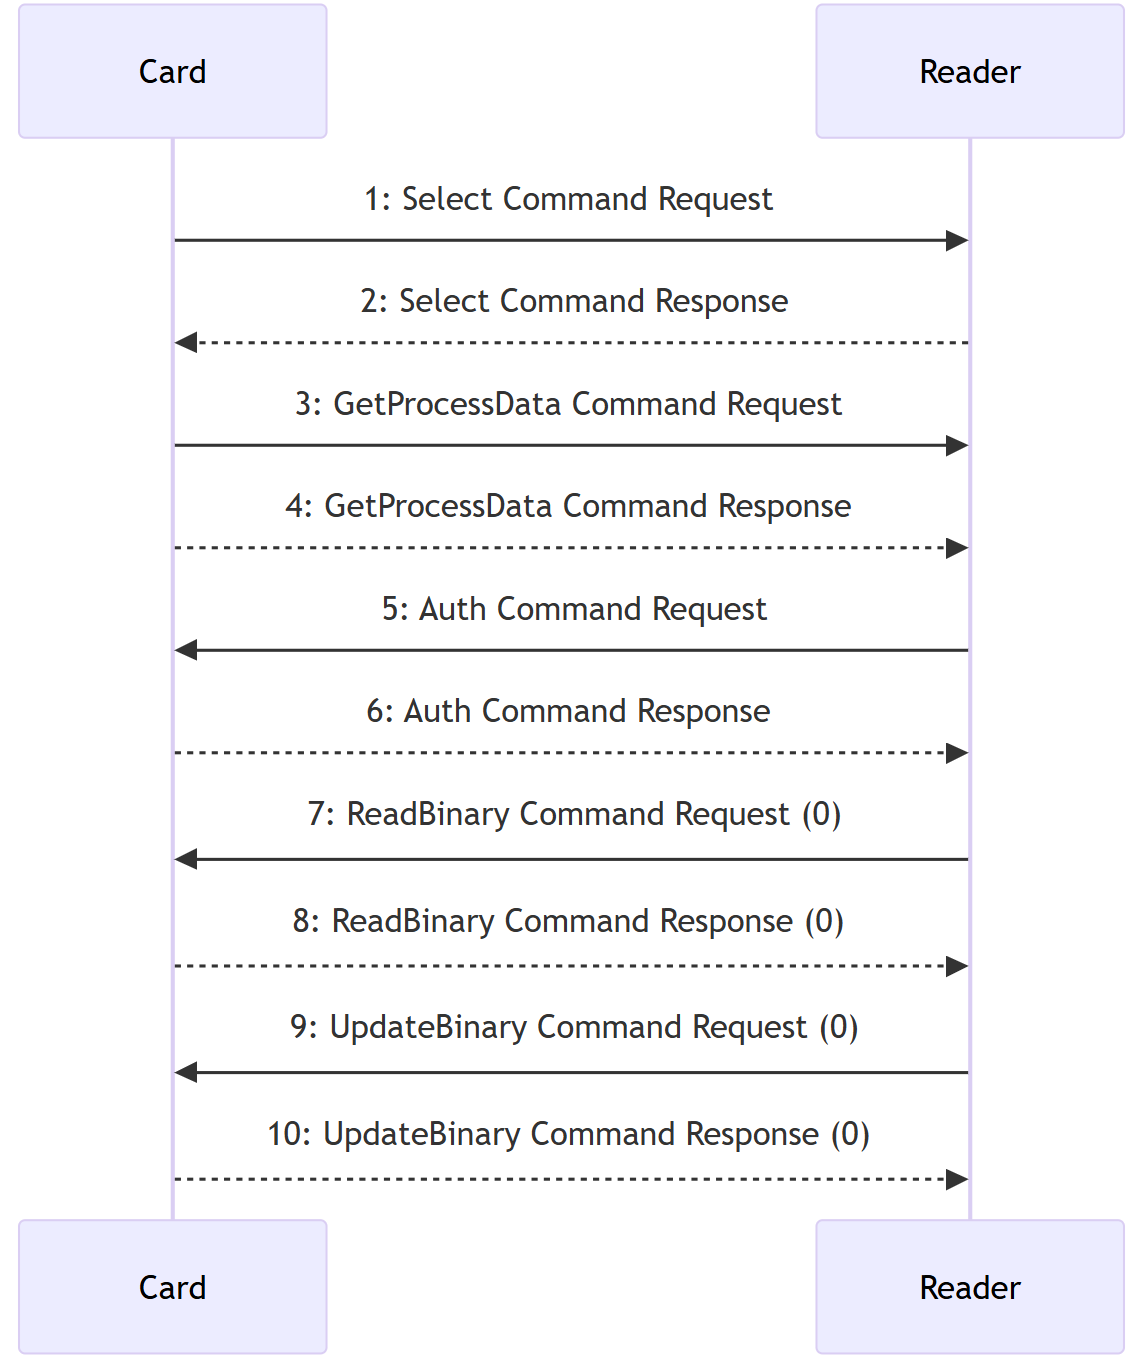 Card
Reader
1: Select Command Request
2: Select Command Response
3: GetProcessData Command Request
4: GetProcessData Command Response
5: Auth Command Request
6: Auth Command Response
7: ReadBinary Command Request (0)
8: ReadBinary Command Response (0)
9: UpdateBinary Command Request (0)
10: UpdateBinary Command Response (0)
Card
Reader